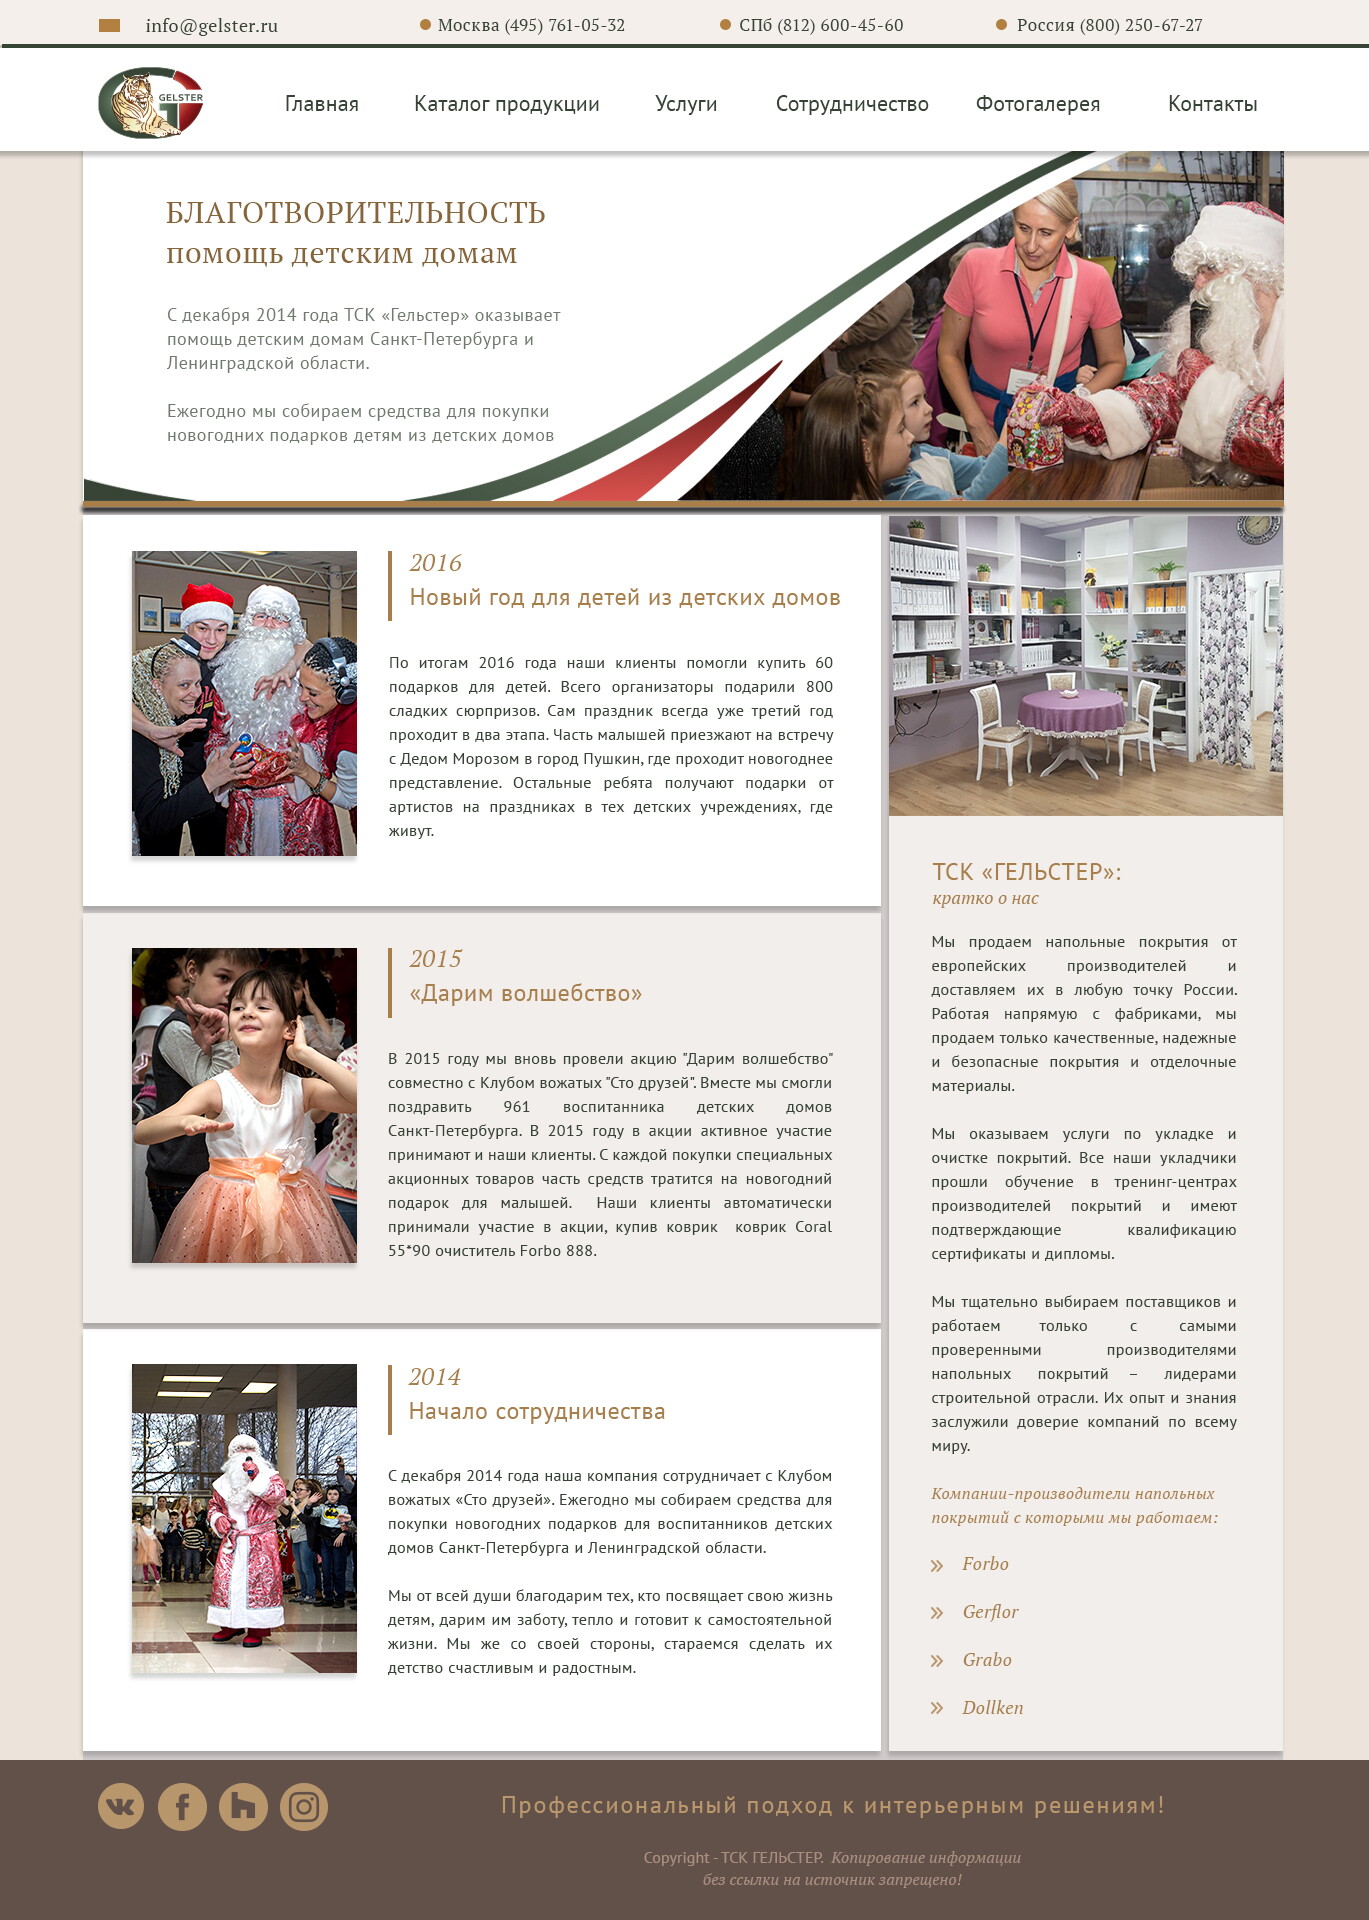 info@gelster.ru
Москва (495) 761-05-32
СПб (812) 600-45-60
Россия (800) 250-67-27
GELSTER
Главная
Каталог продукции
Услуги
Сотрудничество
Фотогалерея
Контакты
БЛАГОТВОРИТЕЛЬНОСТЬ
помощь детским домам
С декабря 2014 года ТСК «Гельстер» оказывает
помощь детским домам Санкт-Петербурга и
Ленинградской области.
Ежегодно мы собираем средства для покупки
новогодних подарков детям из детских домов
2016
Новый год для детей из детских домов
По итогам 2016 года наши клиенты помогли купить 60
подарков для детей. Всего организаторы подарили 800
сладких сюрпризов. Сам праздник всегда уже третий год
проходит в два этапа. Часть малышей приезжают на встречу
с Дедом Морозом в город Пушкин, где проходит новогоднее
представление. Остальные ребята получают подарки от
артистов на праздниках в тех детских учреждениях, где
живут.
2015
«Дарим волшебство»
В 2015 году мы вновь провели акцию "Дарим волшебство"
совместно с Клубом вожатых "Сто друзей". Вместе мы смогли
поздравить 961 воспитанника детских домов
Санкт-Петербурга. В 2015 году в акции активное участие
принимают и наши клиенты. С каждой покупки специальных
акционных товаров часть средств тратится на новогодний
подарок для малышей. Наши клиенты автоматически
принимали участие в акции, купив коврик коврик Coral
55*90 очиститель Forbo 888.
2014
Начало сотрудничества
С декабря 2014 года наша компания сотрудничает с Клубом
вожатых «Сто друзей». Ежегодно мы собираем средства для
покупки новогодних подарков для воспитанников детских
домов Санкт-Петербурга и Ленинградской области.
Мы от всей души благодарим тех, кто посвящает свою жизнь
детям, дарим им заботу, тепло и готовит к самостоятельной
жизни. Мы же со своей стороны, стараемся сделать их
детство счастливым и радостным.
ТСК «ГЕЛЬСТЕР»:
кратко о нас
Мы продаем напольные покрытия от
европейских производителей и
доставляем их в любую точку России.
Работая напрямую с фабриками, мы
продаем только качественные, надежные
и безопасные покрытия и отделочные
материалы.
Мы оказываем услуги по укладке и
очистке покрытий. Все наши укладчики
прошли обучение в тренинг-центрах
производителей покрытий и имеют
подтверждающие квалификацию
сертификаты и дипломы.
Мы тщательно выбираем поставщиков и
работаем только с самыми
проверенными производителями
напольных покрытий – лидерами
строительной отрасли. Их опыт и знания
заслужили доверие компаний по всему
миру.
Компании-производители напольных
покрытий с которыми мы работаем:
Forbo
Gerflor
Grabo
Dollken
Профессиональный подход к интерьерным решениям!
Copyright - ТСК ГЕЛЬСТЕР. Копирование информации
без ссылки на источник запрещено!